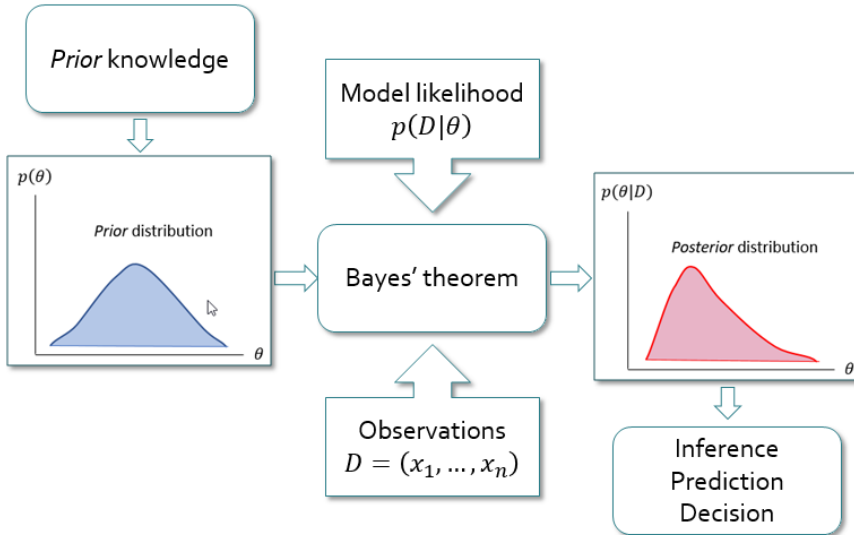 Prior knowledge
Model likelihood
p(D|θ)
p(θ)
Prior distribution
θ
Bayes’ theorem
p(θ|D)
Posterior distribution
θ
Observations
D = (x₁, …, xₙ)
Inference
Prediction
Decision